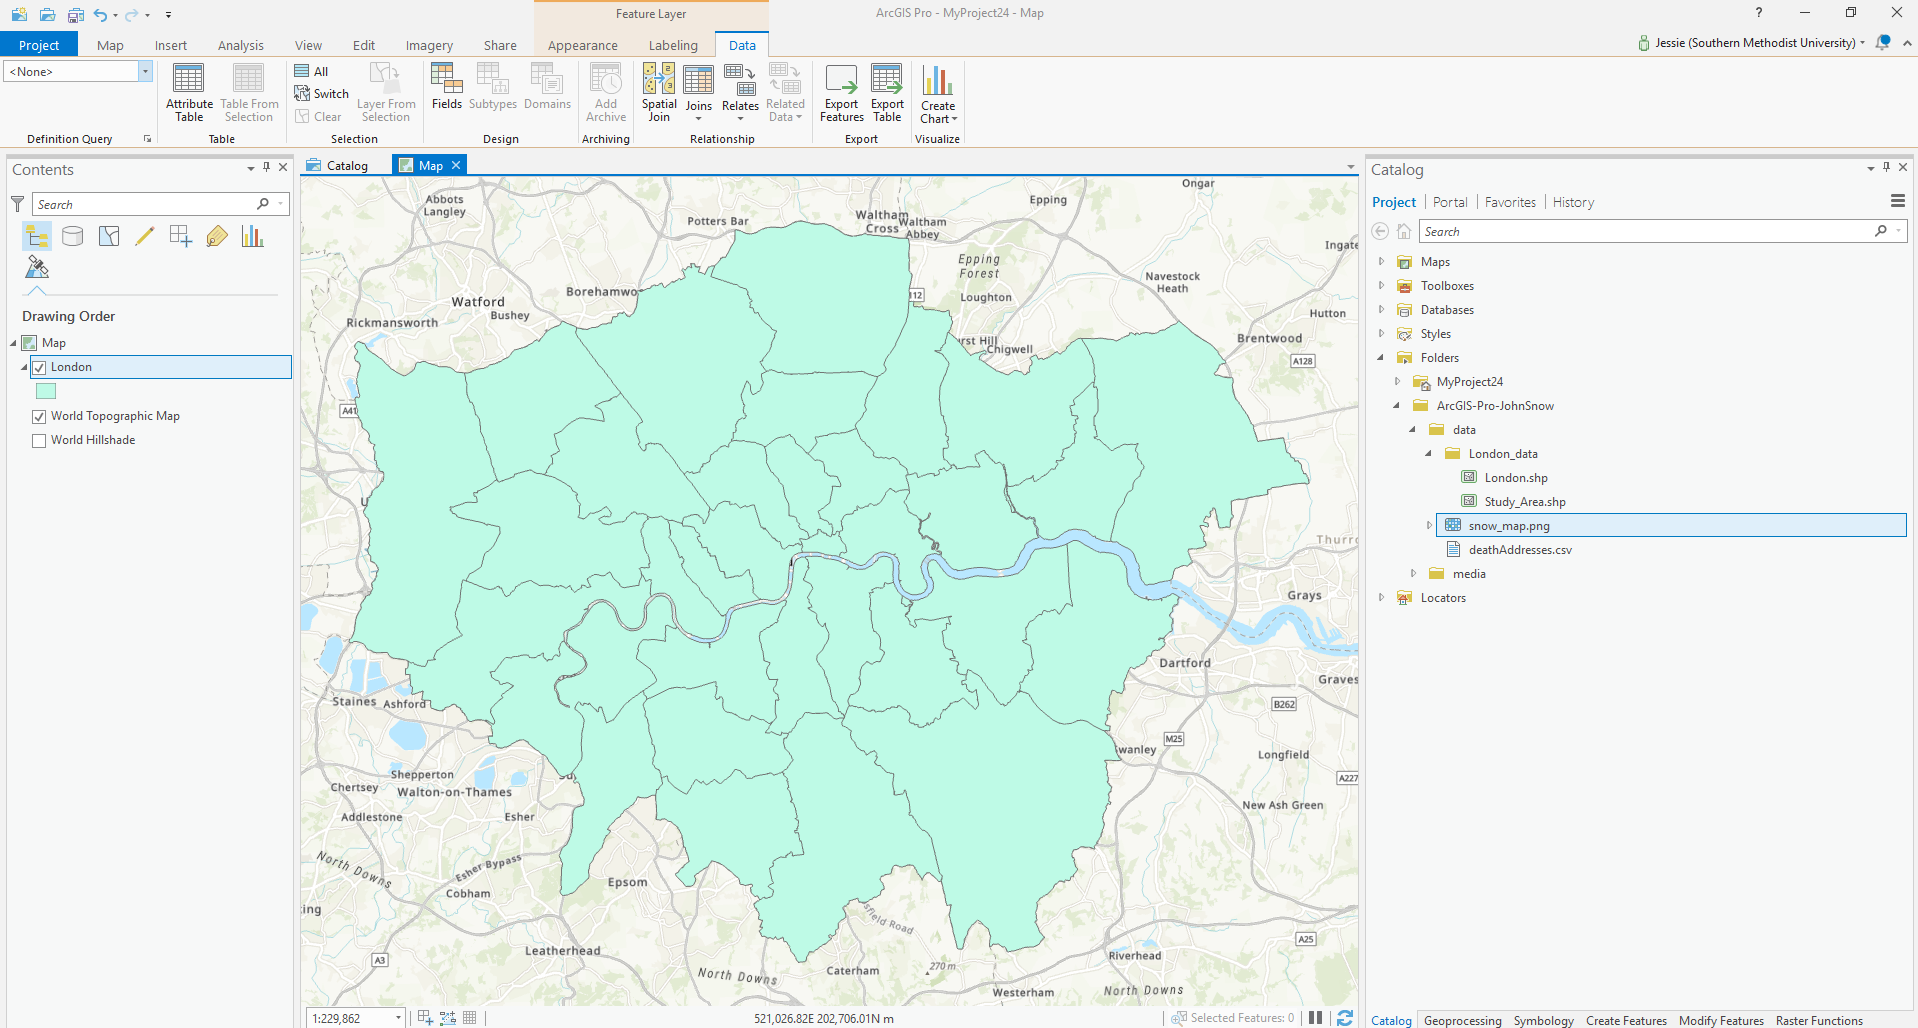 Feature Layer
ArcGIS Pro - MyProject24 - Map
?
Project Map Insert Analysis View Edit Imagery Share Appearance Labeling Data
Jessie (Southern Methodist University)
<None>
Definition Query
Attribute Table
Table From Selection
Table
All
Switch
Clear
Layer From Selection
Selection
Fields
Subtypes
Domains
Design
Add Archive
Archiving
Spatial Join
Joins
Relates
Related Data
Relationship
Export Features
Export Table
Export
Create Chart
Visualize
Contents
Search
Drawing Order
Map
London
World Topographic Map
World Hillshade
Catalog
Map
Abbots Langley
Potters Bar
Waltham Cross
Waltham Abbey
Epping
Ongar
Ingate
Epping Forest
Loughton
Navestock Heath
Hutton
Watford
Bushey
Borehamwo
112
Rickmansworth
urst Hill
Chigwell
Brentwood
A128
A41
U
Thurro
Grays
Dartford
Graves
B262
Staines
Ashford
M25
wanley
Longfield
A227
Shepperton
Su
Chertsey
Walton-on-Thames
New Ash Green
Addlestone
Esher
North Downs
Esher Bypass
Cobham
Epsom
ing
sfield Road
Leatherhead
A3
A25
North Downs
Caterham
270 m
Riverhead
Westerham
North Downs
1:229,862
521,026.82E 202,706.01N m
Selected Features: 0
Catalog
Project Portal Favorites History
Search
Maps
Toolboxes
Databases
Styles
Folders
MyProject24
ArcGIS-Pro-JohnSnow
data
London_data
London.shp
Study_Area.shp
snow_map.png
deathAddresses.csv
media
Locators
Catalog Geoprocessing Symbology Create Features Modify Features Raster Functions